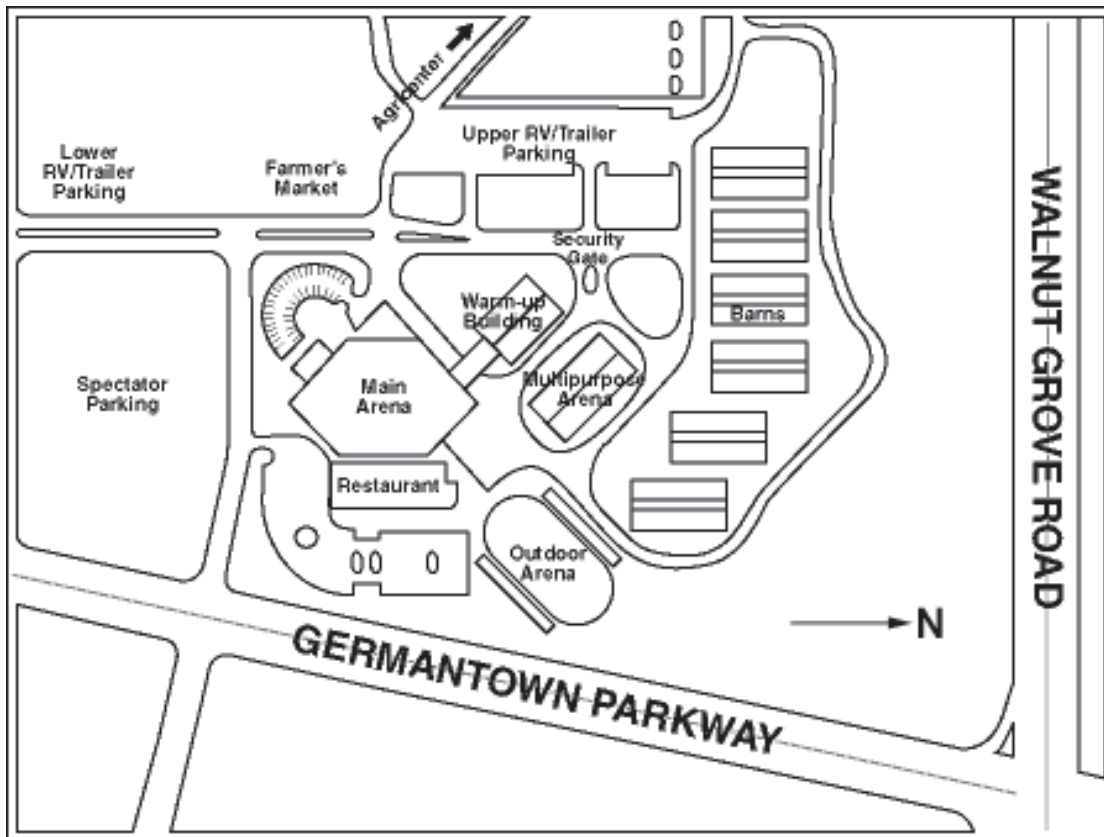 Agricenter
Upper RV/Trailer
Parking
Lower
RV/Trailer
Parking
Farmer's
Market
Security
Gate
Warm-up
Building
Barns
Spectator
Parking
Main
Arena
Multipurpose
Arena
Restaurant
Outdoor
Arena
N
WALNUT GROVE ROAD
GERMANTOWN PARKWAY